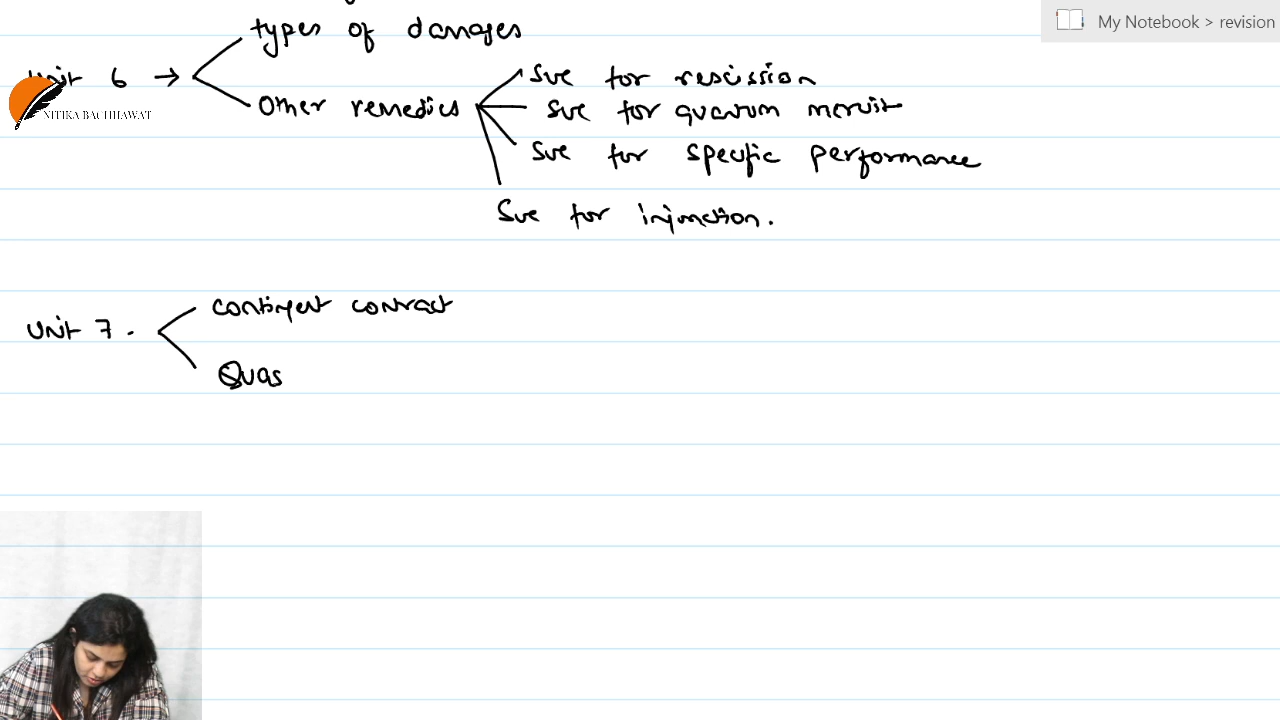 My Notebook > revision
types of damages
Unit 6 →
NITIKA BACHHAWAT
Other remedies
Sue for rescission
Sue for quantum meruit
Sue for specific performance
Sue for injunction.
Unit 7.
contingent contract
Quas